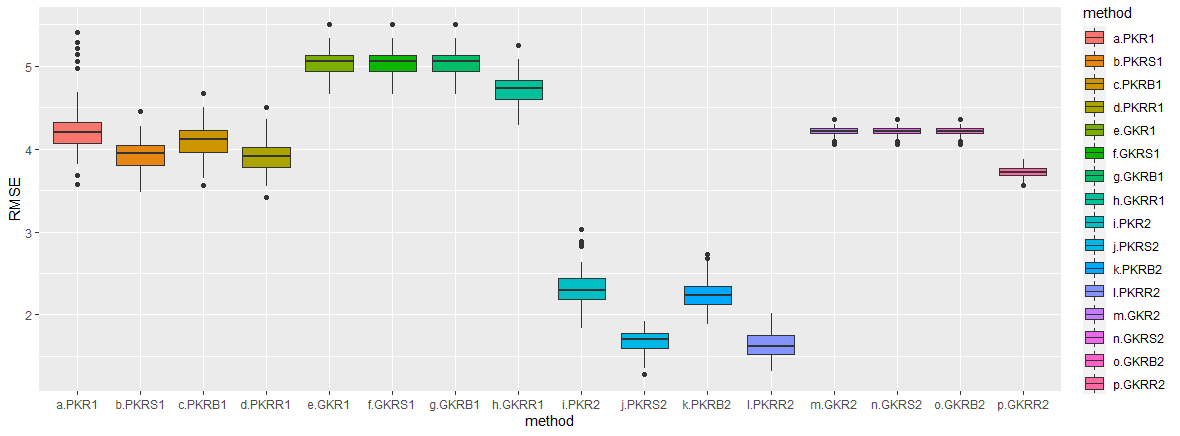 RMSE
5
4
3
2
a.PKR1 b.PKRS1 c.PKRB1 d.PKRR1 e.GKR1 f.GKRS1 g.GKRB1 h.GKRR1 i.PKR2 j.PKRS2 k.PKRB2 l.PKRR2 m.GKR2 n.GKRS2 o.GKRB2 p.GKRR2
method
method
a.PKR1
b.PKRS1
c.PKRB1
d.PKRR1
e.GKR1
f.GKRS1
g.GKRB1
h.GKRR1
i.PKR2
j.PKRS2
k.PKRB2
l.PKRR2
m.GKR2
n.GKRS2
o.GKRB2
p.GKRR2